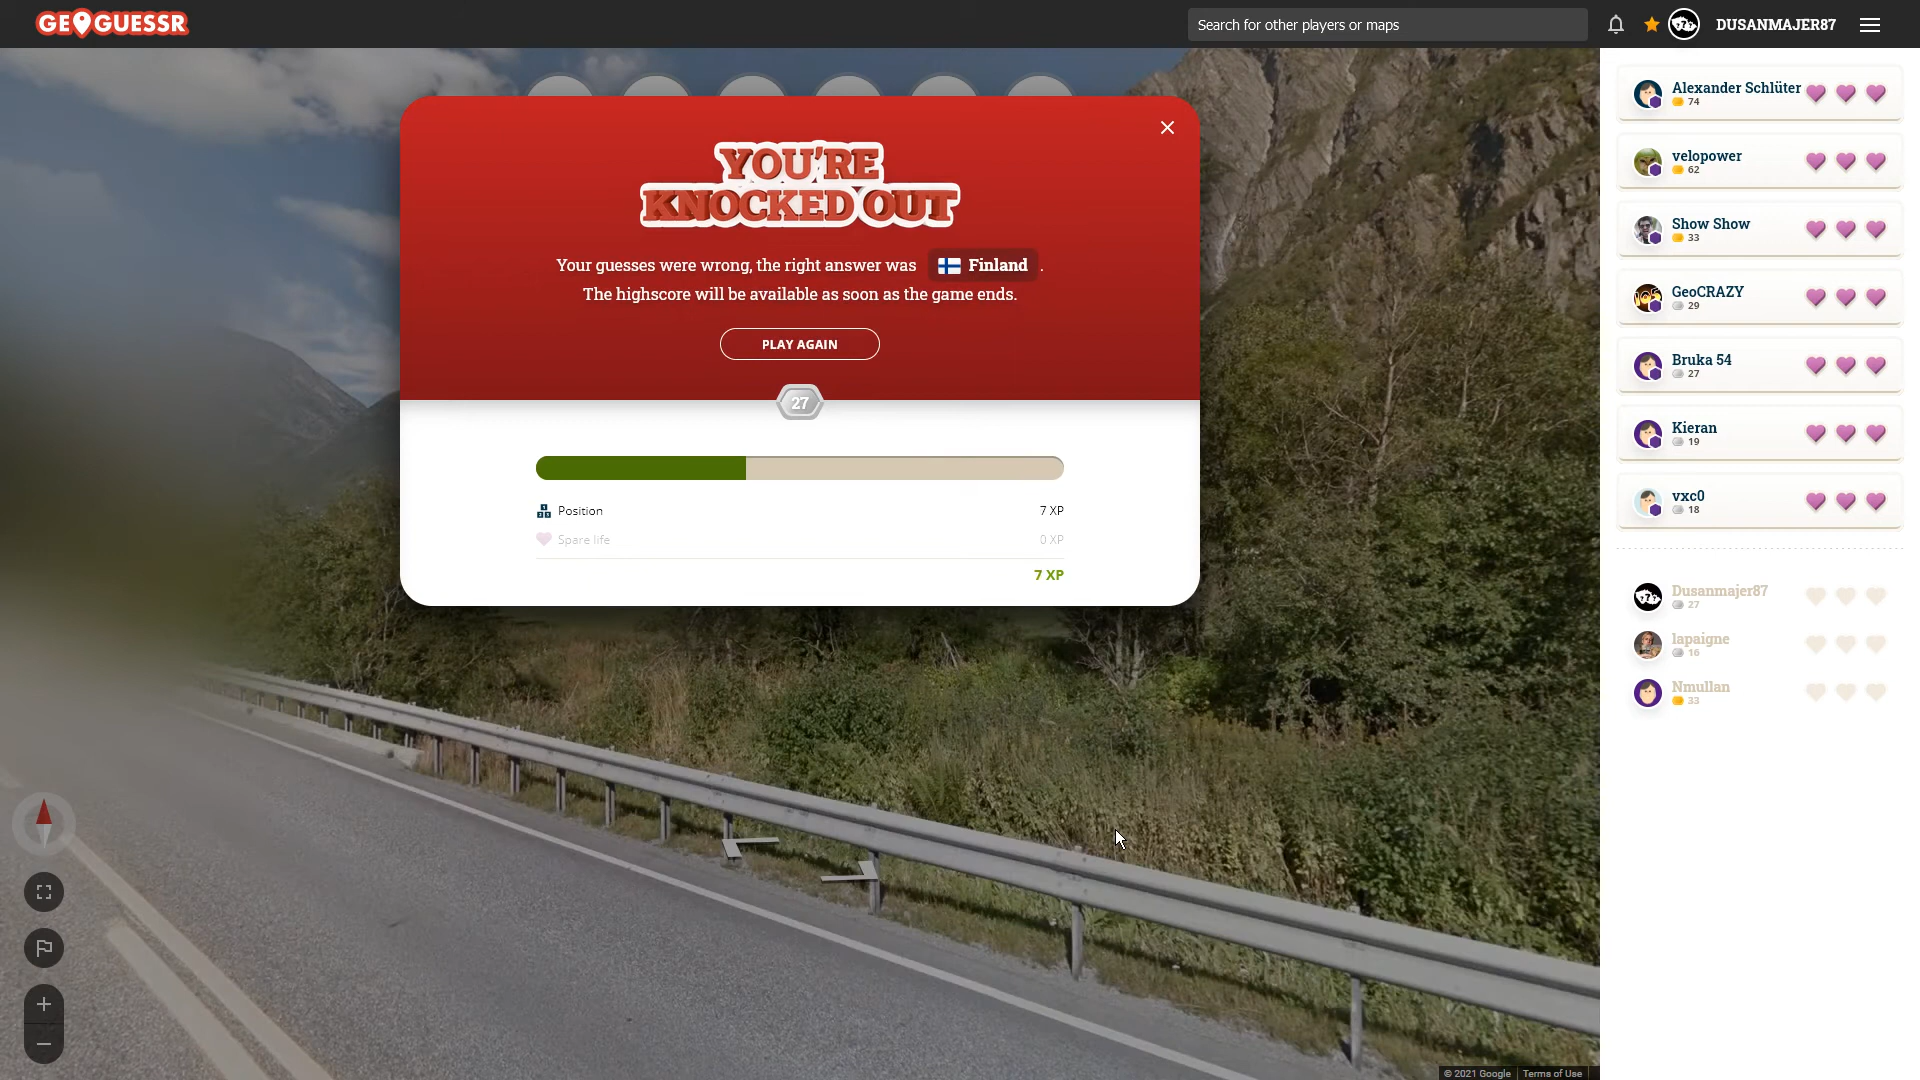 GEOGUESSR
Search for other players or maps
DUSANMAJER87
YOU'RE
KNOCKED OUT
Your guesses were wrong, the right answer was Finland .
The highscore will be available as soon as the game ends.
PLAY AGAIN
27
Position 7 XP
Spare life 0 XP
7 XP
Alexander Schlüter
74
velopower
62
Show Show
33
GeoCRAZY
29
Bruka 54
27
Kieran
19
vxc0
18
Dusanmajer87
27
lapaigne
16
Nmullan
33
© 2021 Google Terms of Use